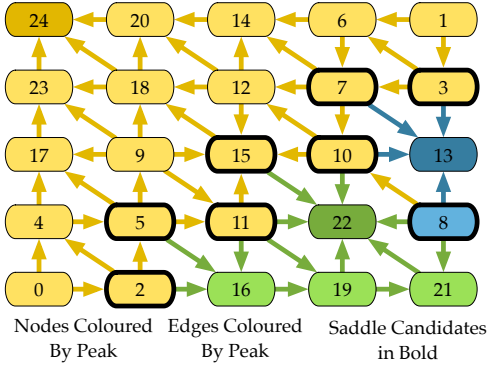 24 20 14 6 1
23 18 12 7 3
17 9 15 10 13
4 5 11 22 8
0 2 16 19 21
Nodes Coloured Edges Coloured Saddle Candidates
By Peak By Peak in Bold